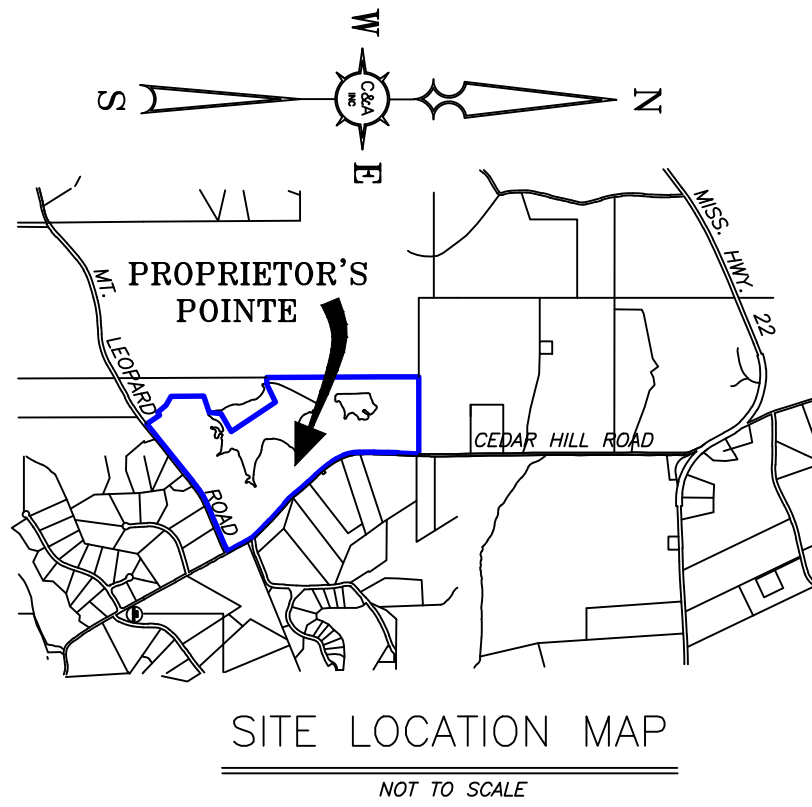 W
S
C&A
INC
N
E
MISS. HWY. 22
PROPRIETOR'S
POINTE
MT. LEOPARD ROAD
CEDAR HILL ROAD
SITE LOCATION MAP
NOT TO SCALE